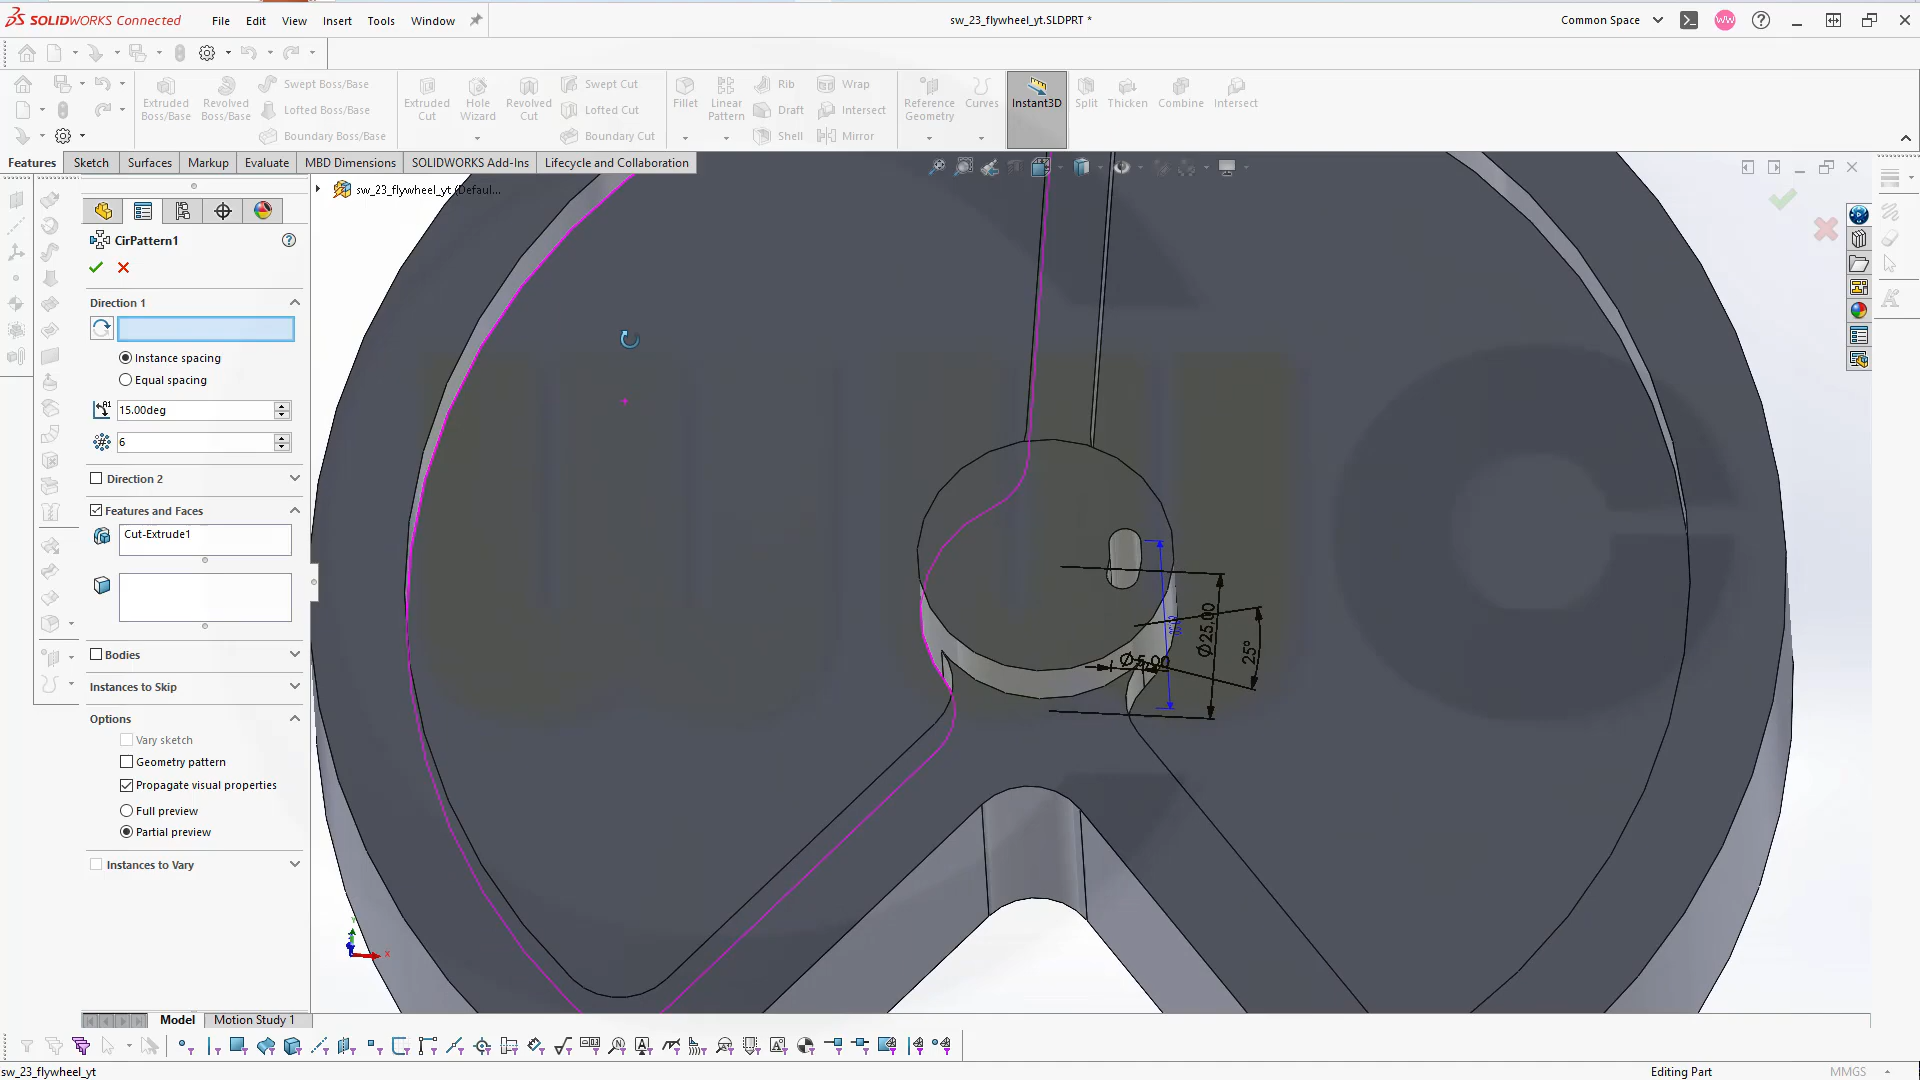 SOLIDWORKS Connected
File Edit View Insert Tools Window
sw_23_flywheel_yt.SLDPRT *
Common Space
WW
Extruded Boss/Base
Revolved Boss/Base
Swept Boss/Base
Lofted Boss/Base
Boundary Boss/Base
Extruded Cut
Hole Wizard
Revolved Cut
Swept Cut
Lofted Cut
Boundary Cut
Fillet
Linear Pattern
Rib
Draft
Shell
Wrap
Intersect
Mirror
Reference Geometry
Curves
Instant3D
Split
Thicken
Combine
Intersect
Features Sketch Surfaces Markup Evaluate MBD Dimensions SOLIDWORKS Add-Ins Lifecycle and Collaboration
sw_23_flywheel_yt (Defaul...
CirPattern1
Direction 1
Instance spacing
Equal spacing
15.00deg
6
Direction 2
Features and Faces
Cut-Extrude1
Bodies
Instances to Skip
Options
Vary sketch
Geometry pattern
Propagate visual properties
Full preview
Partial preview
Instances to Vary
Ø25,00
25°
Ø5,00
Y
X
Model Motion Study 1
sw_23_flywheel_yt
Editing Part
MMGS